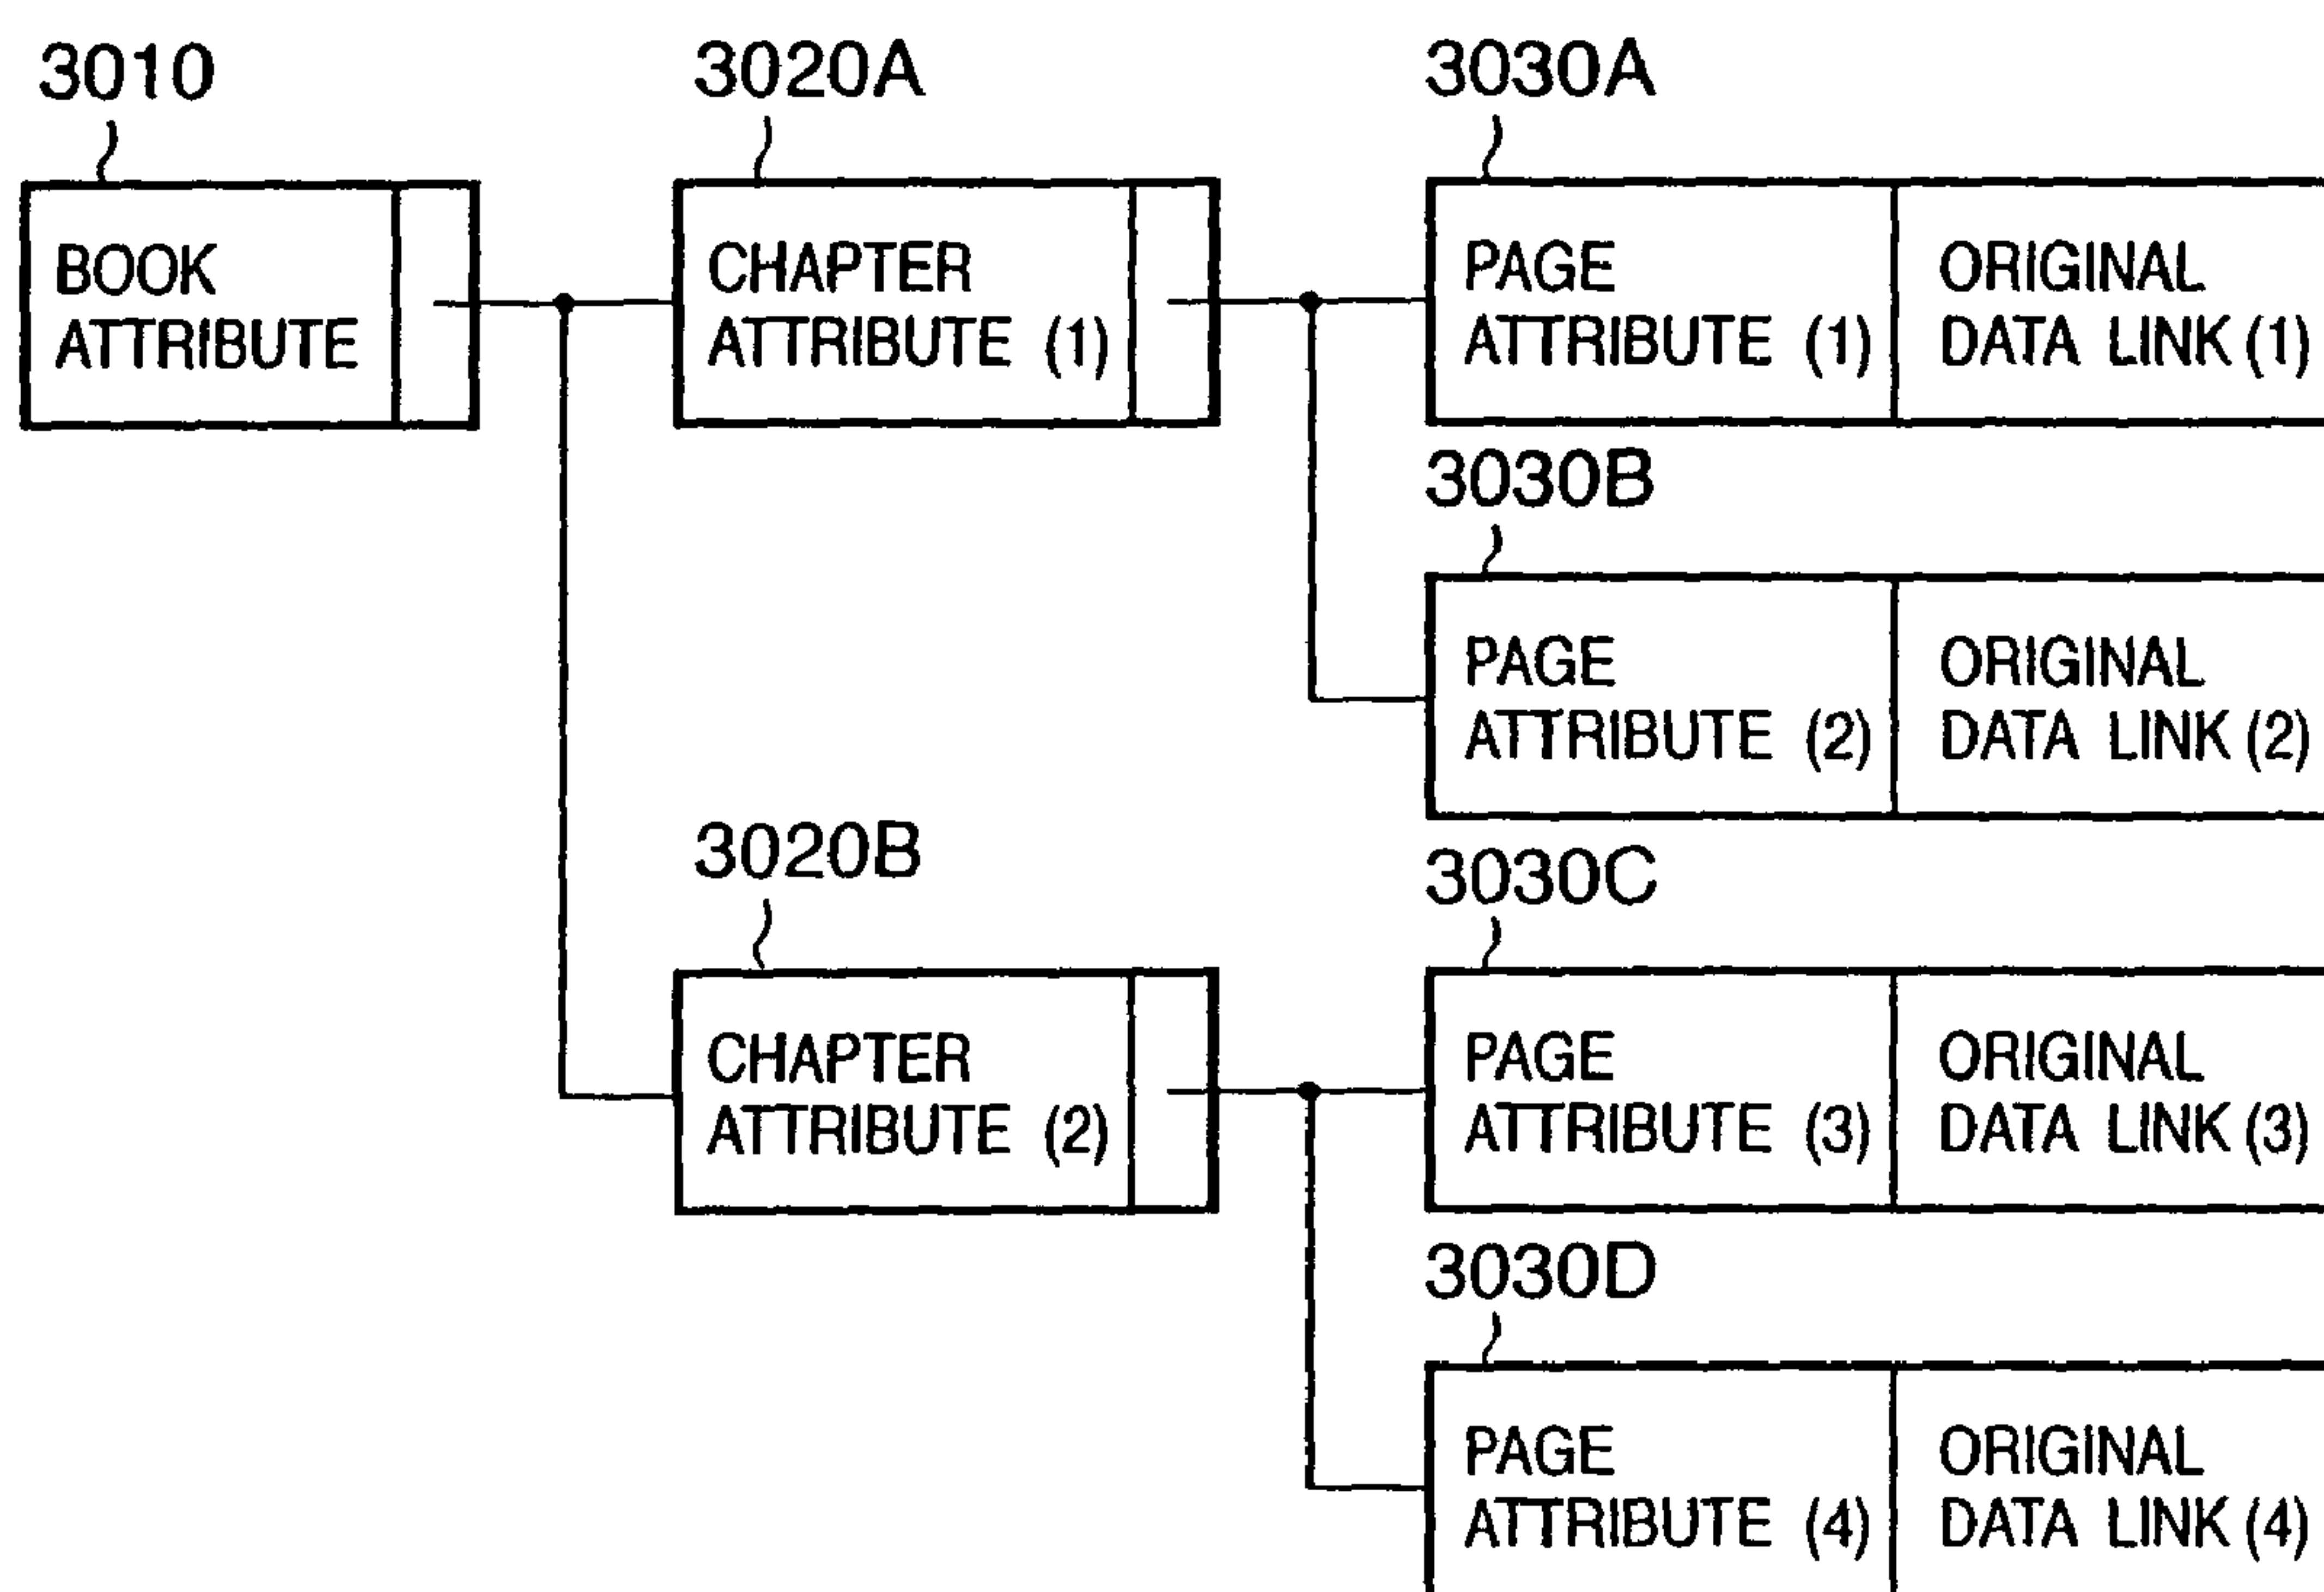 3010
3020A
3030A
BOOK
ATTRIBUTE
CHAPTER
ATTRIBUTE (1)
PAGE
ATTRIBUTE (1)
ORIGINAL
DATA LINK (1)
3030B
PAGE
ATTRIBUTE (2)
ORIGINAL
DATA LINK (2)
3020B
3030C
CHAPTER
ATTRIBUTE (2)
PAGE
ATTRIBUTE (3)
ORIGINAL
DATA LINK (3)
3030D
PAGE
ATTRIBUTE (4)
ORIGINAL
DATA LINK (4)